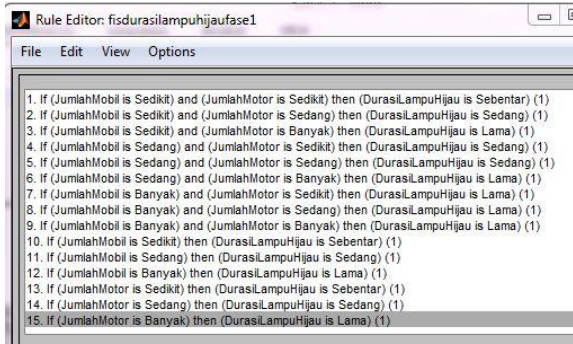 Rule Editor: fisdurasilampuhijaufase1
File Edit View Options
1. If (JumlahMobil is Sedikit) and (JumlahMotor is Sedikit) then (DurasiLampuHijau is Sebentar) (1)
2. If (JumlahMobil is Sedikit) and (JumlahMotor is Sedang) then (DurasiLampuHijau is Sedang) (1)
3. If (JumlahMobil is Sedikit) and (JumlahMotor is Banyak) then (DurasiLampuHijau is Lama) (1)
4. If (JumlahMobil is Sedang) and (JumlahMotor is Sedikit) then (DurasiLampuHijau is Sedang) (1)
5. If (JumlahMobil is Sedang) and (JumlahMotor is Sedang) then (DurasiLampuHijau is Sedang) (1)
6. If (JumlahMobil is Sedang) and (JumlahMotor is Banyak) then (DurasiLampuHijau is Lama) (1)
7. If (JumlahMobil is Banyak) and (JumlahMotor is Sedikit) then (DurasiLampuHijau is Lama) (1)
8. If (JumlahMobil is Banyak) and (JumlahMotor is Sedang) then (DurasiLampuHijau is Lama) (1)
9. If (JumlahMobil is Banyak) and (JumlahMotor is Banyak) then (DurasiLampuHijau is Lama) (1)
10. If (JumlahMobil is Sedikit) then (DurasiLampuHijau is Sebentar) (1)
11. If (JumlahMobil is Sedang) then (DurasiLampuHijau is Sedang) (1)
12. If (JumlahMobil is Banyak) then (DurasiLampuHijau is Lama) (1)
13. If (JumlahMotor is Sedikit) then (DurasiLampuHijau is Sebentar) (1)
14. If (JumlahMotor is Sedang) then (DurasiLampuHijau is Sedang) (1)
15. If (JumlahMotor is Banyak) then (DurasiLampuHijau is Lama) (1)